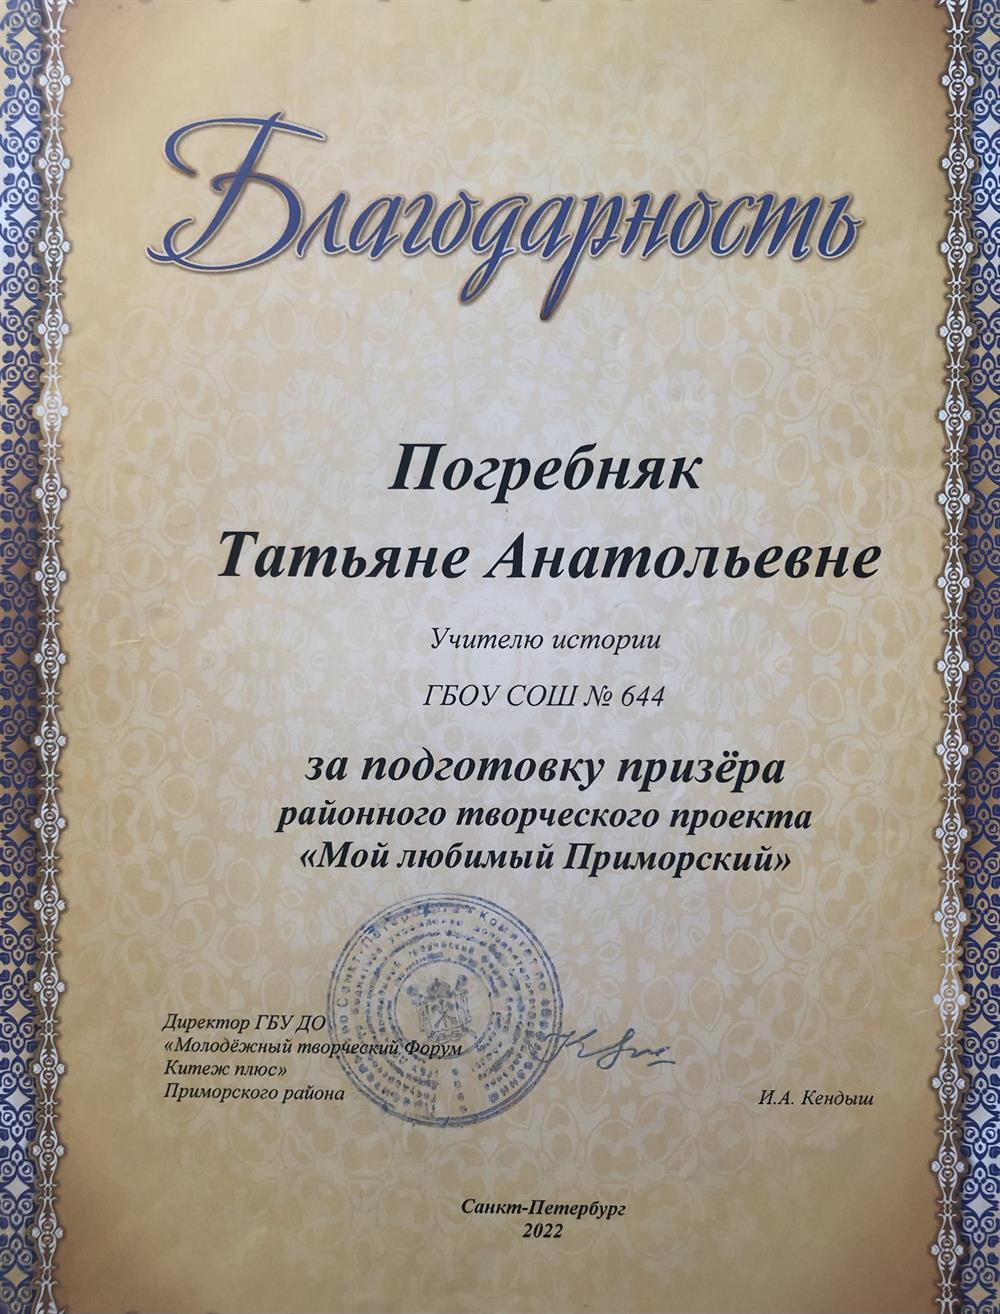 Благодарность
Погребняк
Татьяне Анатольевне
Учителю истории
ГБОУ СОШ № 644
за подготовку призёра
районного творческого проекта
«Мой любимый Приморский»
Директор ГБУ ДО
«Молодёжный творческий Форум
Китеж плюс»
Приморского района
И.А. Кендыш
Санкт-Петербург
2022